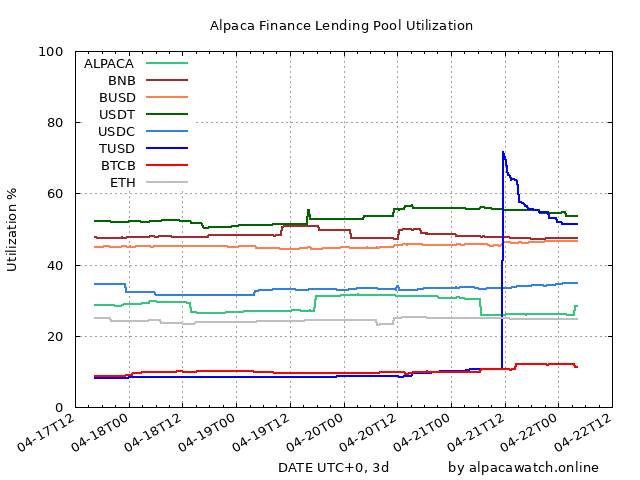 Alpaca Finance Lending Pool Utilization
100
80
60
40
20
0
Utilization %
ALPACA
BNB
BUSD
USDT
USDC
TUSD
BTCB
ETH
04-17T12
04-18T00
04-18T12
04-19T00
04-19T12
04-20T00
04-20T12
04-21T00
04-21T12
04-22T00
04-22T12
DATE UTC+0, 3d
by alpacawatch.online